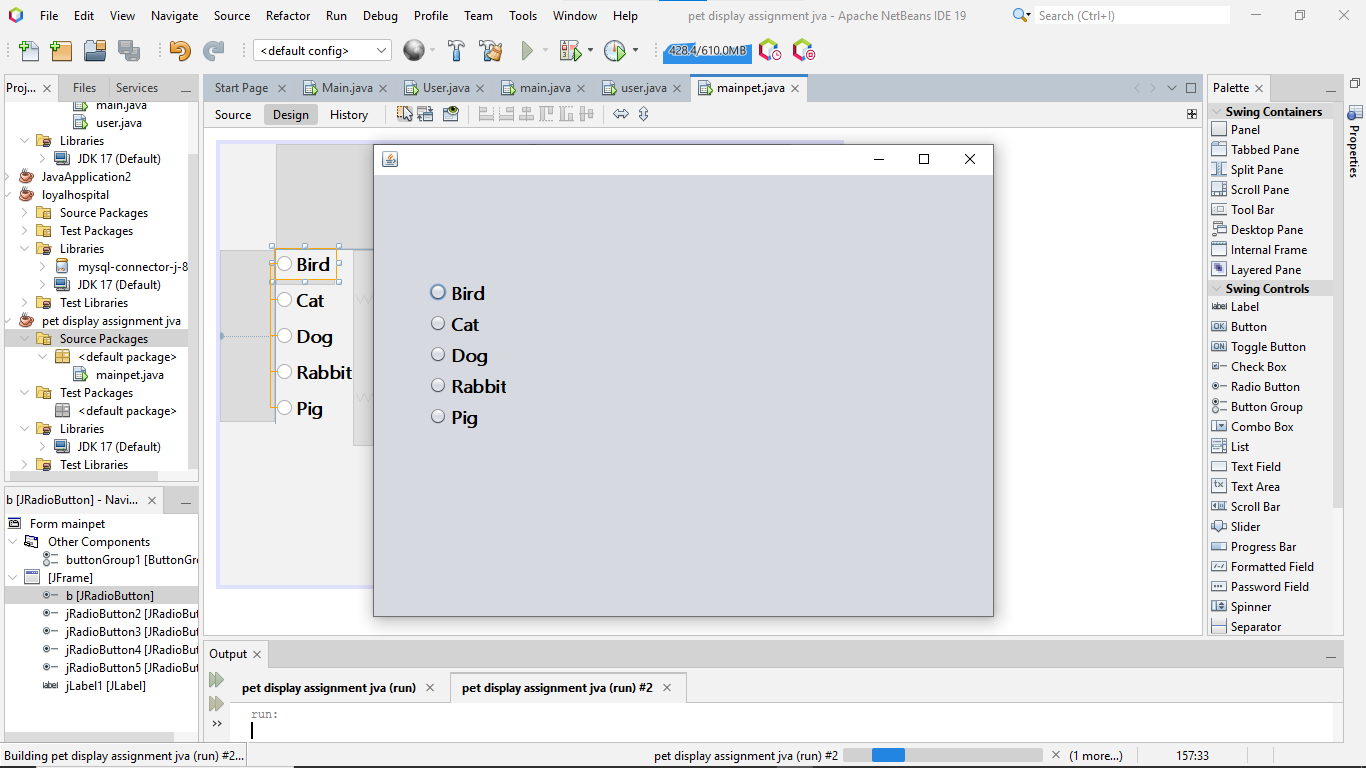 File Edit View Navigate Source Refactor Run Debug Profile Team Tools Window Help pet display assignment jva - Apache NetBeans IDE 19 Search (Ctrl+I)
<default config> 428.4/610.0MB
Proj... Files Services
main.java
user.java
Libraries
JDK 17 (Default)
JavaApplication2
loyalhospital
Source Packages
Test Packages
Libraries
mysql-connector-j-8
JDK 17 (Default)
Test Libraries
pet display assignment jva
Source Packages
<default package>
mainpet.java
Test Packages
<default package>
Libraries
JDK 17 (Default)
Test Libraries
b [JRadioButton] - Navi...
Form mainpet
Other Components
buttonGroup1 [ButtonGr
[JFrame]
b [JRadioButton]
jRadioButton2 [JRadioBut
jRadioButton3 [JRadioBut
jRadioButton4 [JRadioBut
jRadioButton5 [JRadioBut
jLabel1 [JLabel]
Start Page Main.java User.java main.java user.java mainpet.java
Source Design History
Bird
Cat
Dog
Rabbit
Pig
Bird
Cat
Dog
Rabbit
Pig
Palette
Swing Containers
Panel
Tabbed Pane
Split Pane
Scroll Pane
Tool Bar
Desktop Pane
Internal Frame
Layered Pane
Swing Controls
label Label
OK Button
ON Toggle Button
Check Box
Radio Button
Button Group
Combo Box
List
Text Field
Text Area
Scroll Bar
Slider
Progress Bar
Formatted Field
Password Field
Spinner
Separator
Properties
Output
pet display assignment jva (run) pet display assignment jva (run) #2
run:
Building pet display assignment jva (run) #2... pet display assignment jva (run) #2 (1 more...) 157:33